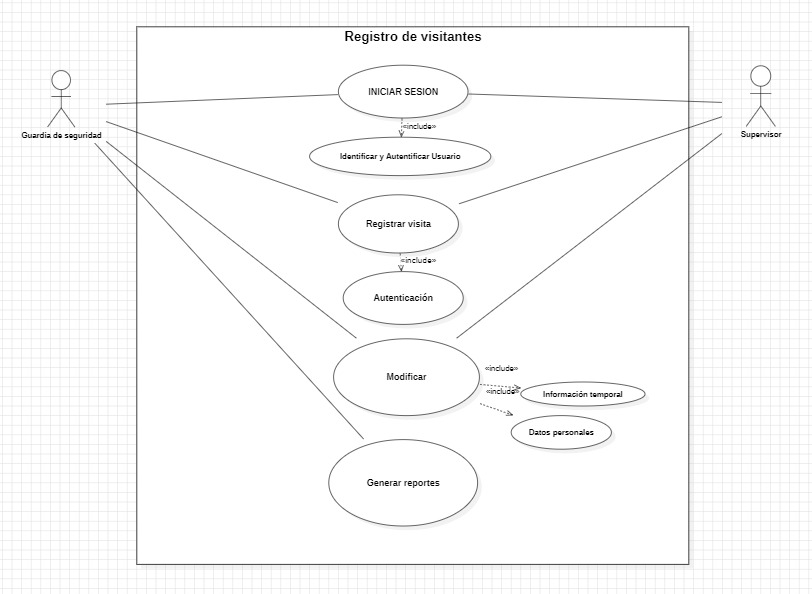 Registro de visitantes
INICIAR SESION
«include»
Guardia de seguridad
Supervisor
Identificar y Autentificar Usuario
Registrar visita
«include»
Autenticación
Modificar
«include»
«include»
Información temporal
Datos personales
Generar reportes